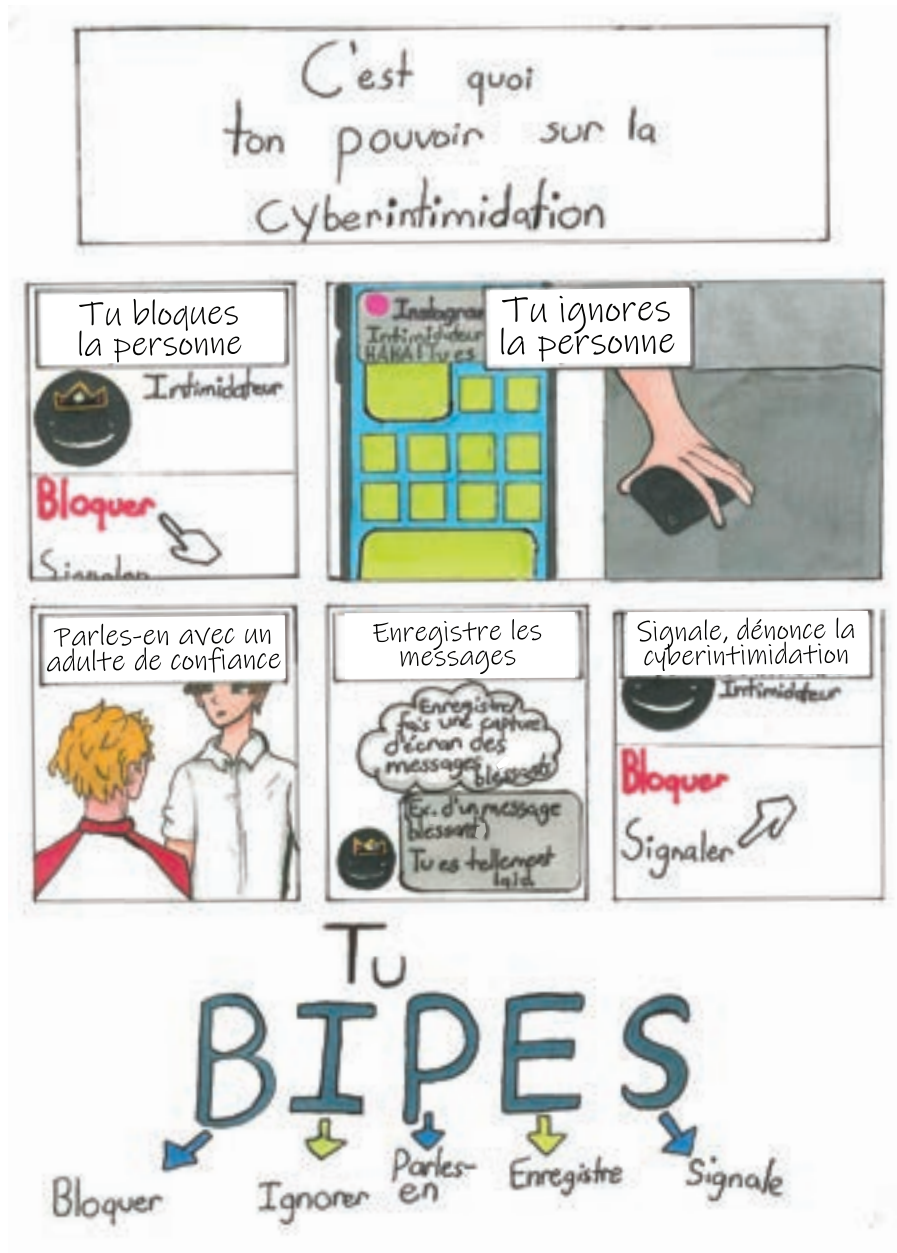 C'est quoi
ton pouvoir sur la
cyberintimidation
Tu bloques
la personne
Intimidateur
Bloquer
Signaler
Instagram
Intimidateur
HAHA! Tu es
Tu ignores
la personne
Parles-en avec un
adulte de confiance
Enregistre les
messages
Enregistre/
fais une capture
d'écran des
messages
blessants
(Ex. d'un message
blessant)
Tu es tellement
laid
Signale, dénonce la
cyberintimidation
Intimidateur
Bloquer
Signaler
Tu
BIPES
Bloquer
Ignorer
Parles-
en
Enregistre
Signale